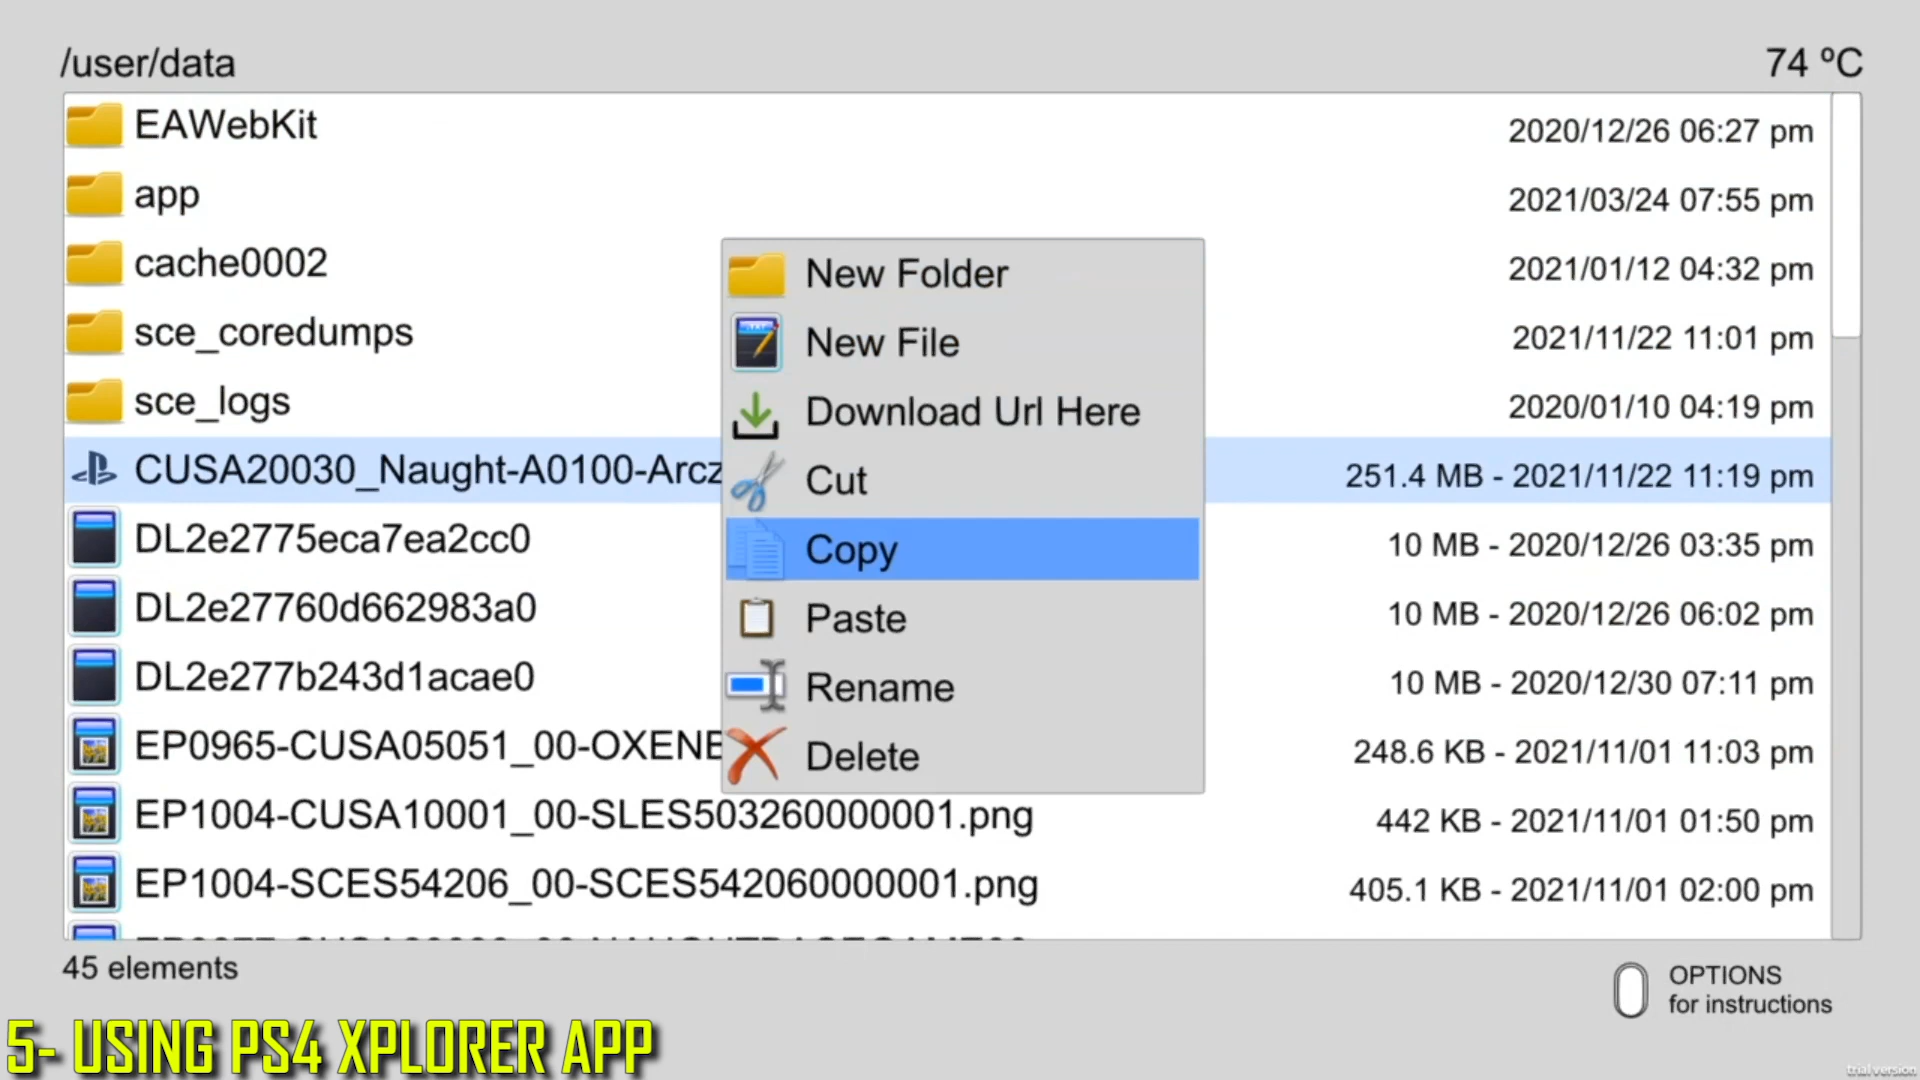 /user/data
74 ºC
EAWebKit 2020/12/26 06:27 pm
app 2021/03/24 07:55 pm
cache0002 2021/01/12 04:32 pm
sce_coredumps 2021/11/22 11:01 pm
sce_logs 2020/01/10 04:19 pm
CUSA20030_Naught-A0100-Arcz 251.4 MB - 2021/11/22 11:19 pm
DL2e2775eca7ea2cc0 10 MB - 2020/12/26 03:35 pm
DL2e27760d662983a0 10 MB - 2020/12/26 06:02 pm
DL2e277b243d1acae0 10 MB - 2020/12/30 07:11 pm
EP0965-CUSA05051_00-OXENF 248.6 KB - 2021/11/01 11:03 pm
EP1004-CUSA10001_00-SLES503260000001.png 442 KB - 2021/11/01 01:50 pm
EP1004-SCES54206_00-SCES542060000001.png 405.1 KB - 2021/11/01 02:00 pm
New Folder
New File
Download Url Here
Cut
Copy
Paste
Rename
Delete
45 elements
OPTIONS
for instructions
5- USING PS4 XPLORER APP
trial version